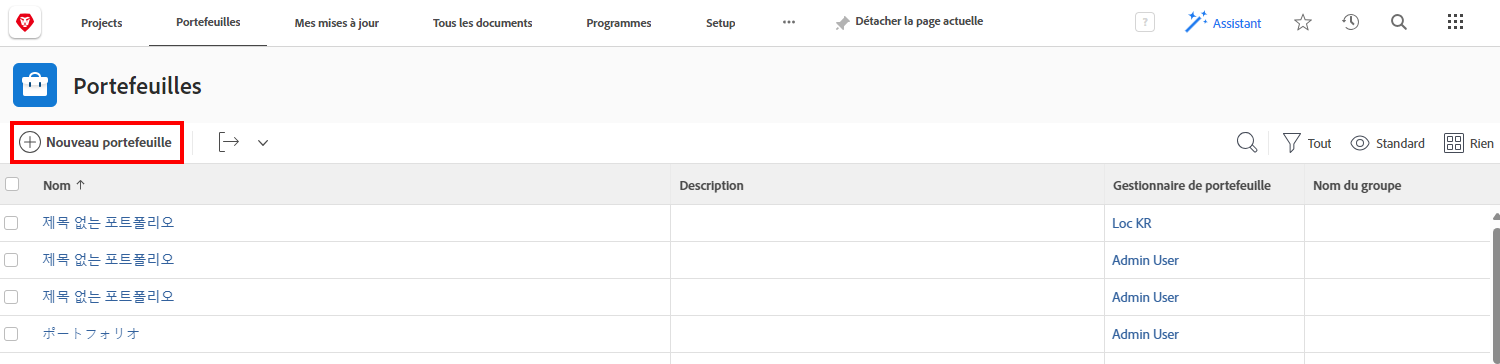 Projects Portefeuilles Mes mises à jour Tous les documents Programmes Setup ••• Détacher la page actuelle ? Assistant
Portefeuilles
Nouveau portefeuille Tout Standard Rien
Nom ↑ Description Gestionnaire de portefeuille Nom du groupe
제목 없는 포트폴리오 Loc KR
제목 없는 포트폴리오 Admin User
제목 없는 포트폴리오 Admin User
ポートフォリオ Admin User